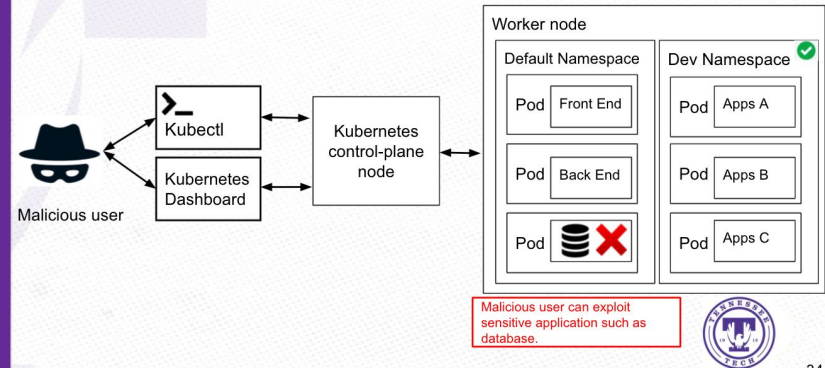 Worker node
Default Namespace
Dev Namespace
Pod
Front End
Pod
Apps A
Pod
Back End
Pod
Apps B
Pod
Pod
Apps C
>_
Kubectl
Kubernetes
Dashboard
Kubernetes
control-plane
node
Malicious user
Malicious user can exploit
sensitive application such as
database.
TENNESSEE
TECH